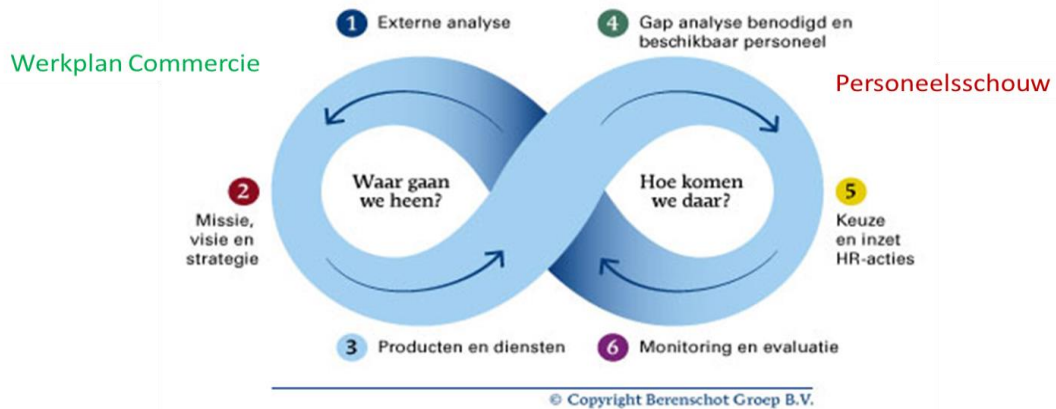 1 Externe analyse
4 Gap analyse benodigd en
beschikbaar personeel
Werkplan Commercie
Personeelsschouw
Waar gaan
we heen?
Hoe komen
we daar?
2
Missie,
visie en
strategie
5
Keuze
en inzet
HR-acties
3 Producten en diensten
6 Monitoring en evaluatie
© Copyright Berenschot Groep B.V.